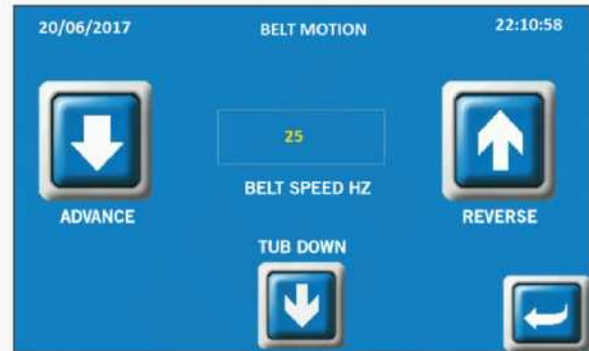 20/06/2017 BELT MOTION 22:10:58
25
BELT SPEED HZ
ADVANCE REVERSE
TUB DOWN